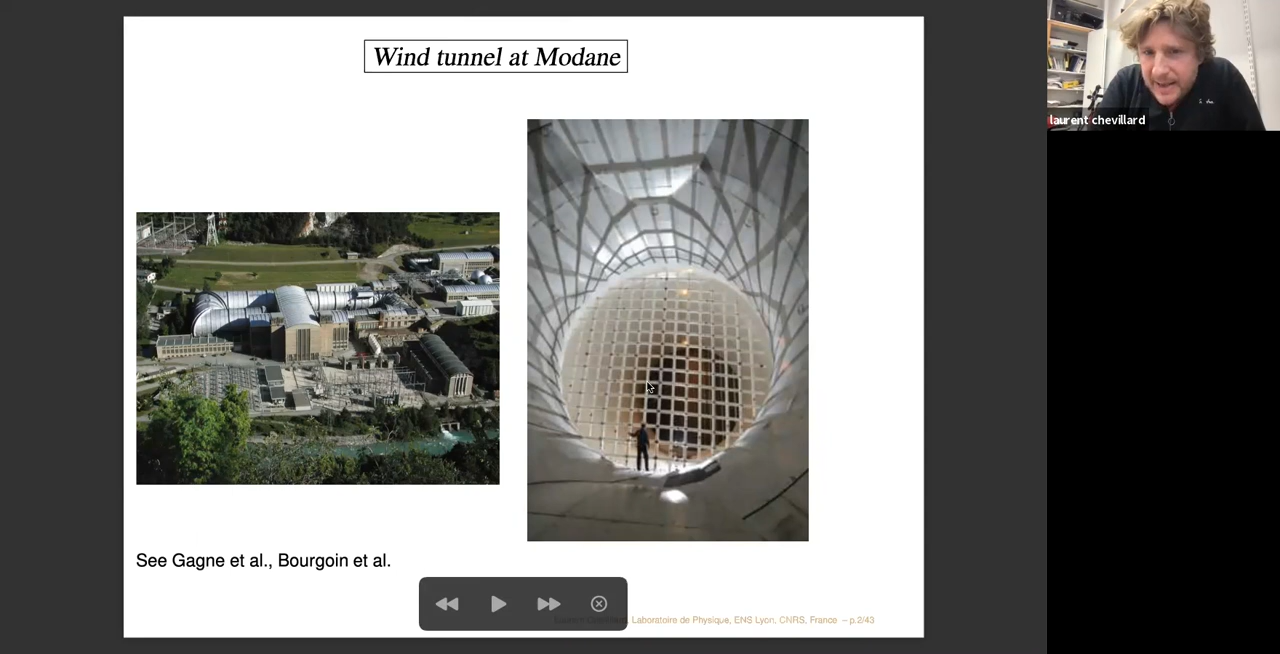 Wind tunnel at Modane
laurent chevillard
See Gagne et al., Bourgoin et al.
Laboratoire de Physique, ENS Lyon, CNRS, France – p.2/43